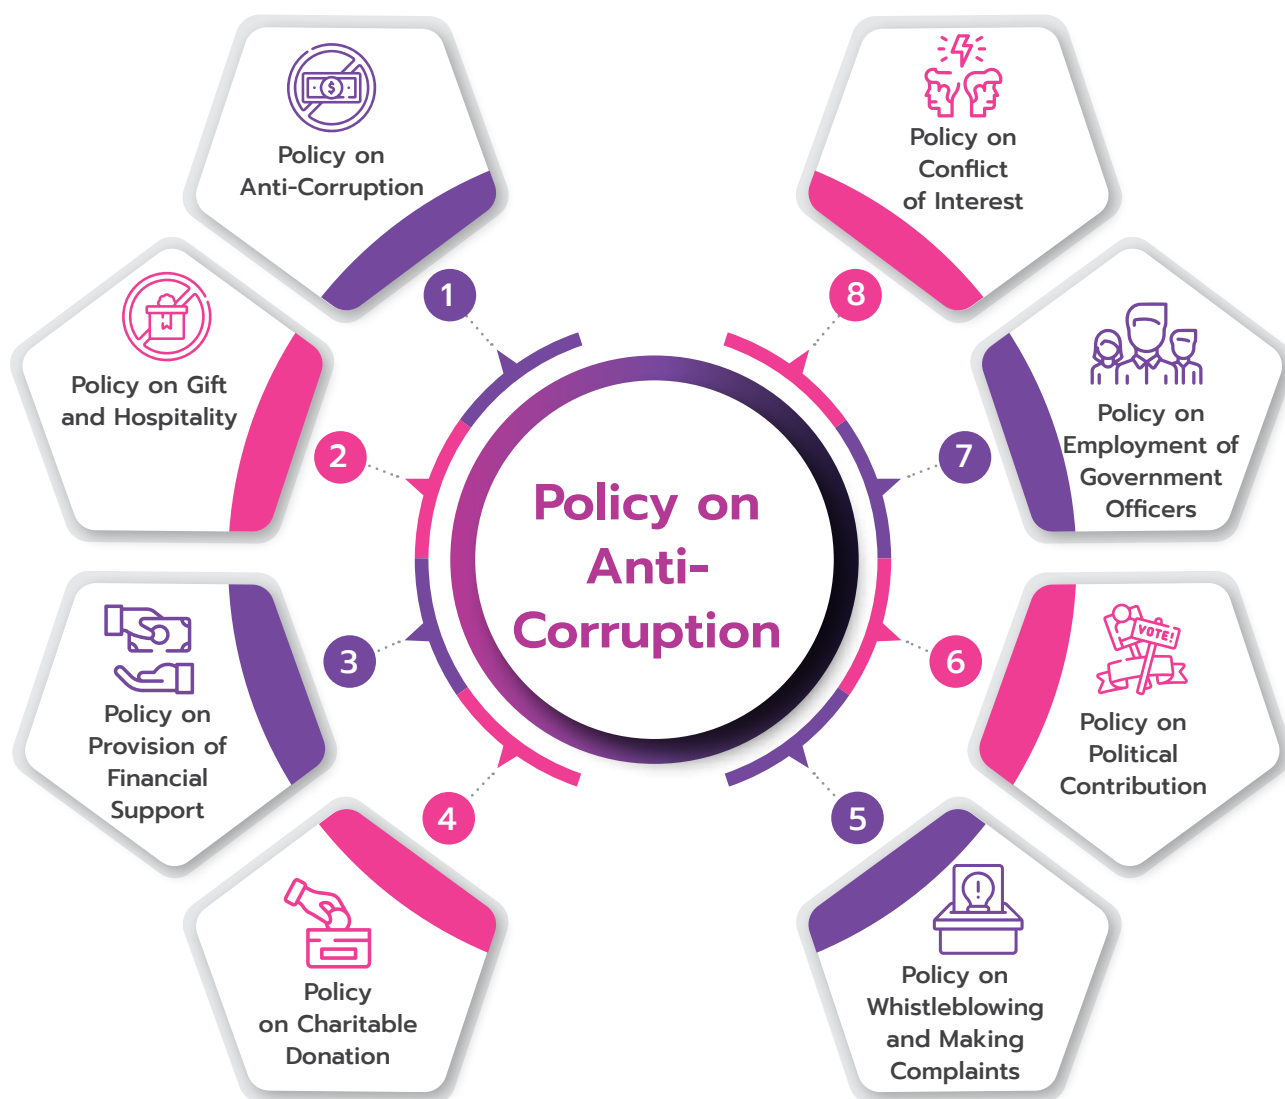 Policy on
Anti-Corruption
1
Policy on Gift
and Hospitality
2
Policy on
Provision of
Financial
Support
3
Policy
on Charitable
Donation
4
Policy on
Anti-
Corruption
Policy on
Whistleblowing
and Making
Complaints
5
VOTE!
Policy on
Political
Contribution
6
Policy on
Employment of
Government
Officers
7
Policy on
Conflict
of Interest
8
$
!